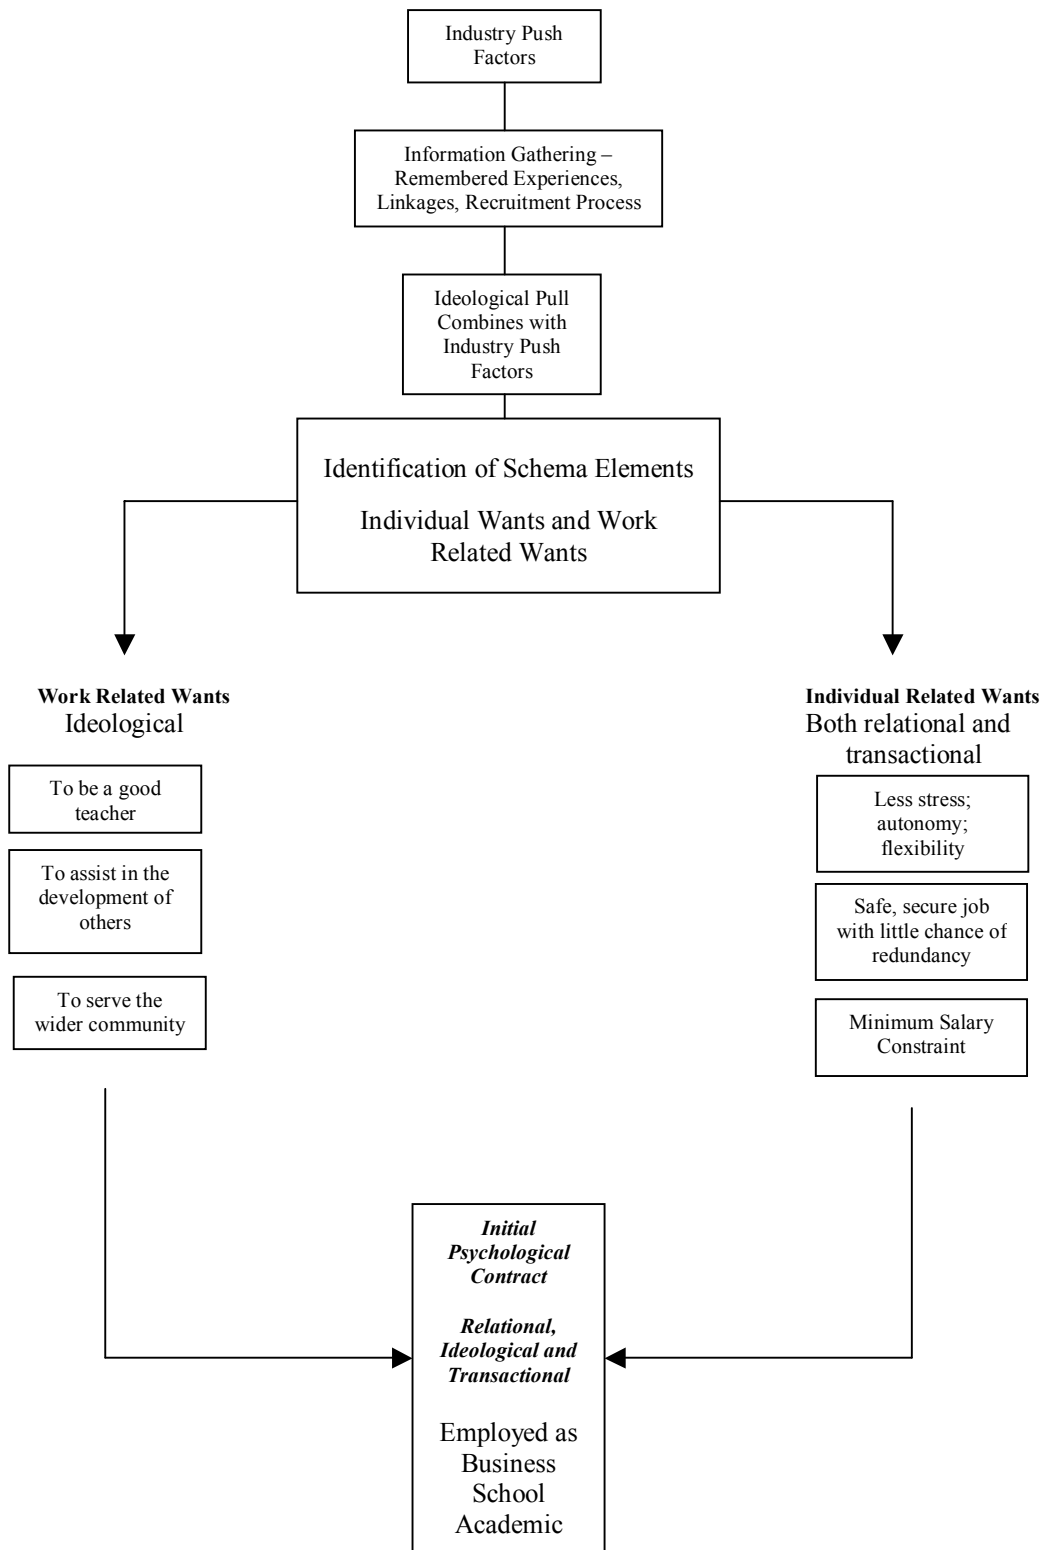 Industry Push
Factors
Information Gathering –
Remembered Experiences,
Linkages, Recruitment Process
Ideological Pull
Combines with
Industry Push
Factors
Identification of Schema Elements
Individual Wants and Work
Related Wants
Work Related Wants
Ideological
To be a good
teacher
To assist in the
development of
others
To serve the
wider community
Individual Related Wants
Both relational and
transactional
Less stress;
autonomy;
flexibility
Safe, secure job
with little chance of
redundancy
Minimum Salary
Constraint
Initial
Psychological
Contract
Relational,
Ideological and
Transactional
Employed as
Business
School
Academic